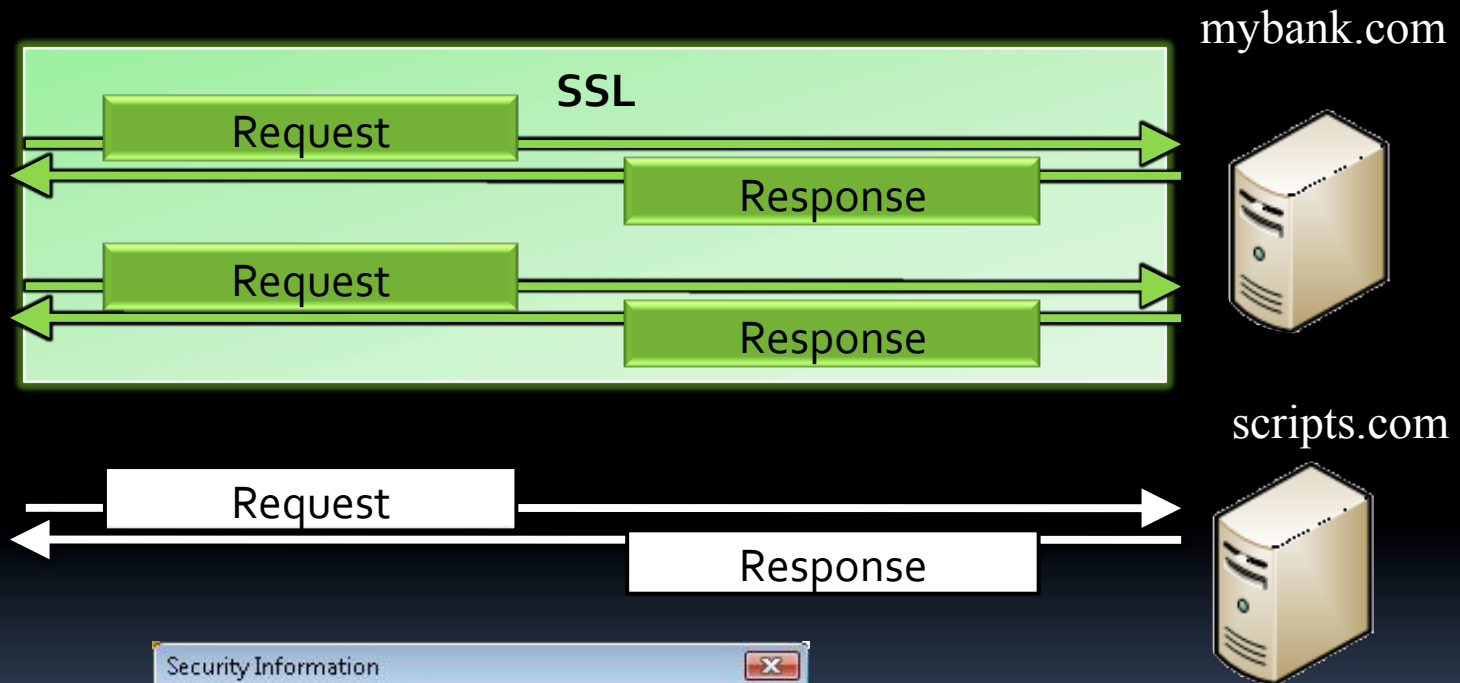 mybank.com
SSL
Request
Response
Request
Response
scripts.com
Request
Response
Security Information